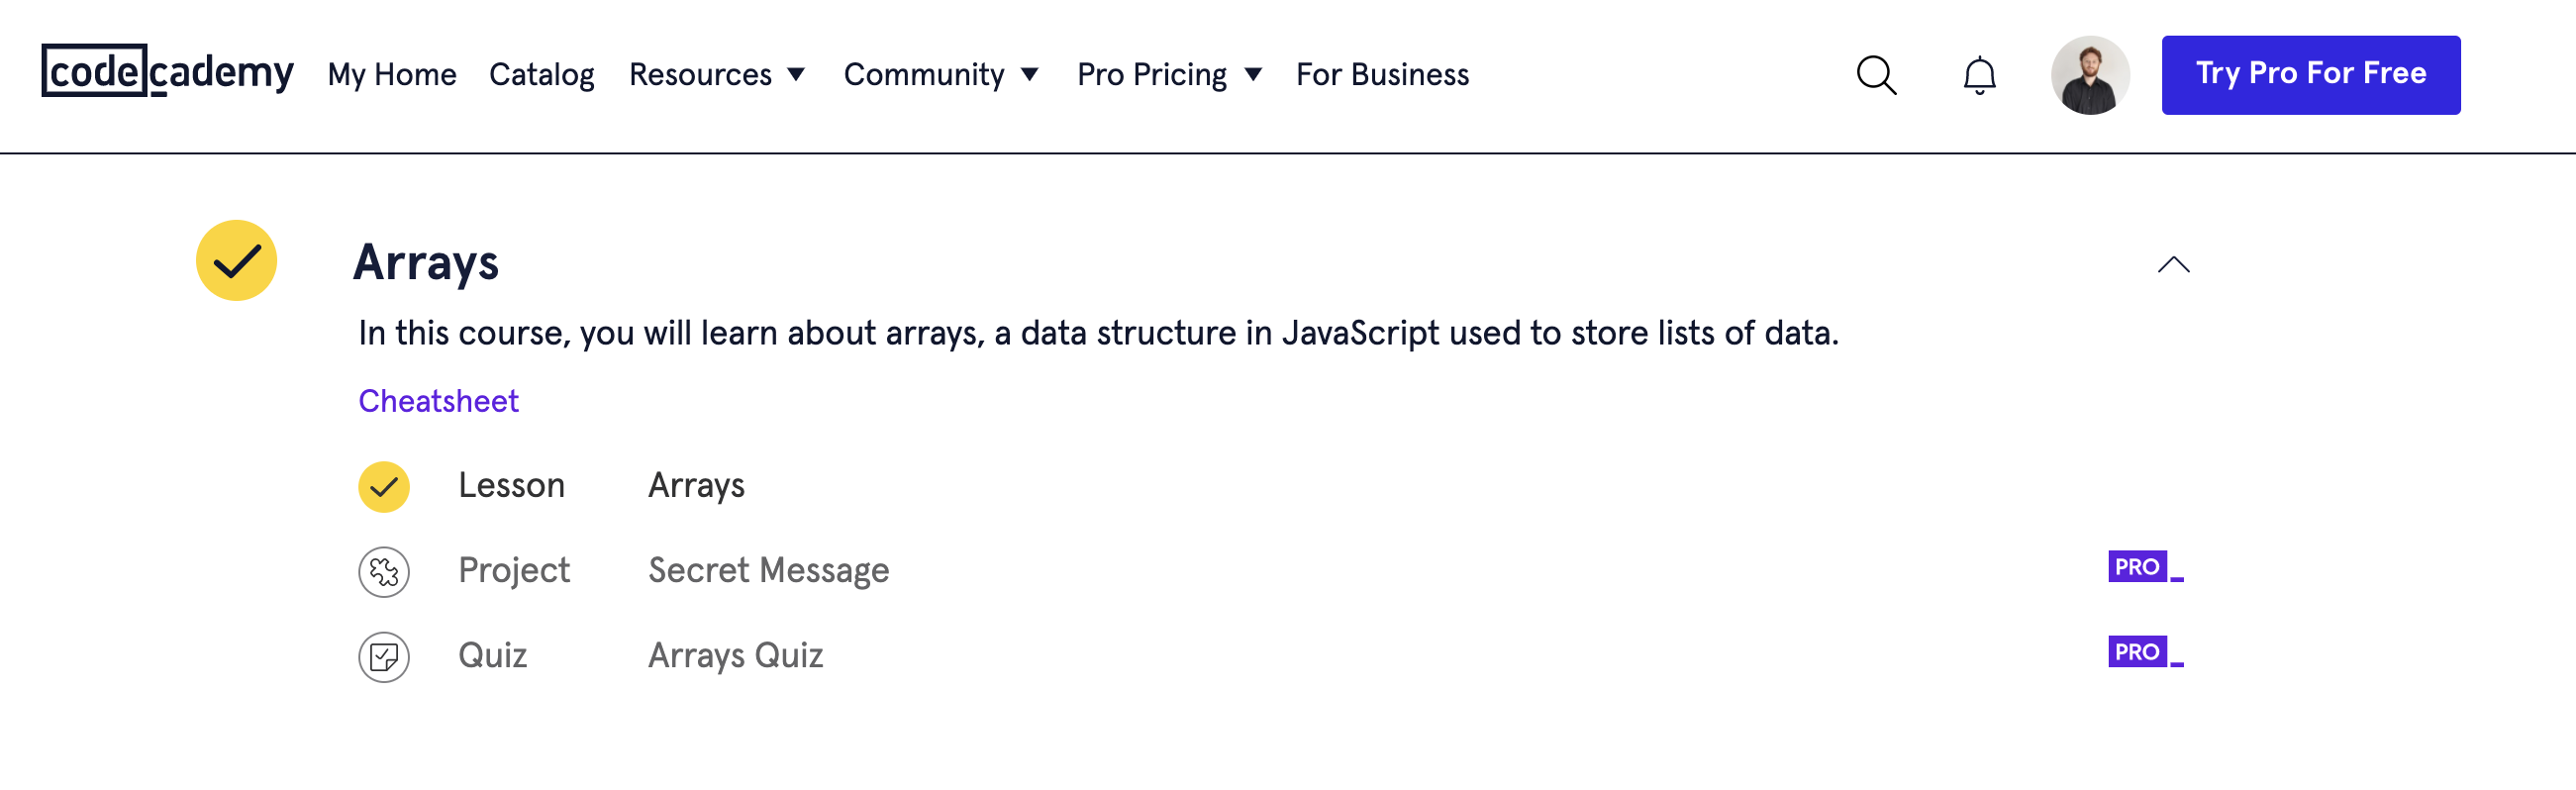 codecademy My Home Catalog Resources Community Pro Pricing For Business Try Pro For Free
Arrays
In this course, you will learn about arrays, a data structure in JavaScript used to store lists of data.
Cheatsheet
Lesson Arrays
Project Secret Message PRO
Quiz Arrays Quiz PRO